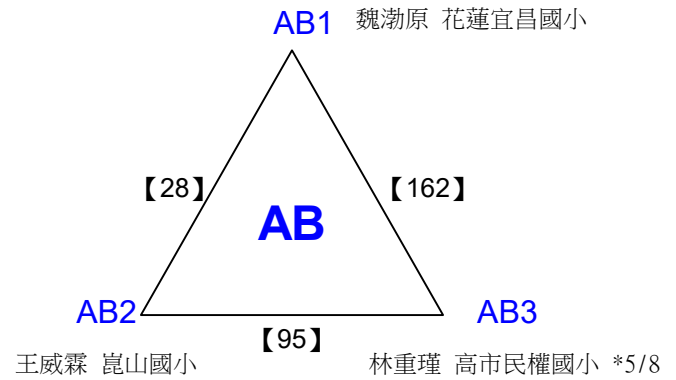 AB1 魏渤原 花蓮宜昌國小
【28】 【162】
AB
AB2 AB3
【95】
王威霖 崑山國小 林重瑾 高市民權國小 *5/8